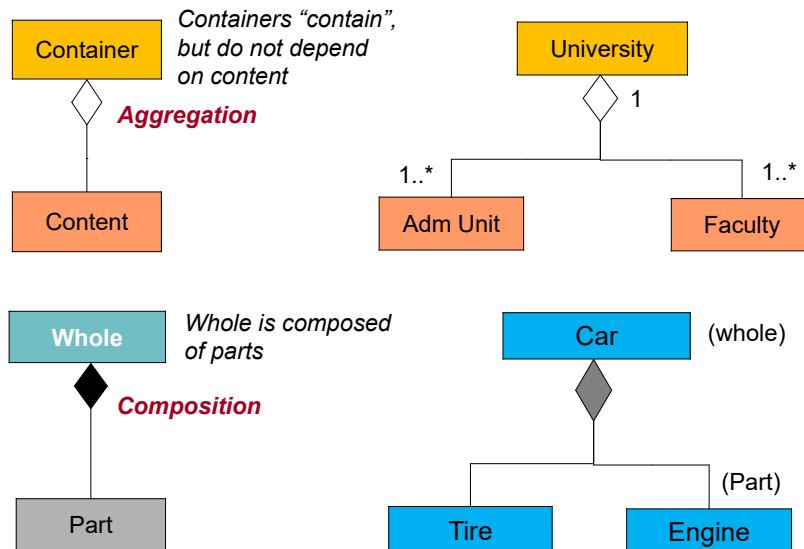 Container
Containers “contain”,
but do not depend
on content
Aggregation
Content
University
1
1..*
1..*
Adm Unit
Faculty
Whole
Whole is composed
of parts
Composition
Part
Car
(whole)
(Part)
Tire
Engine